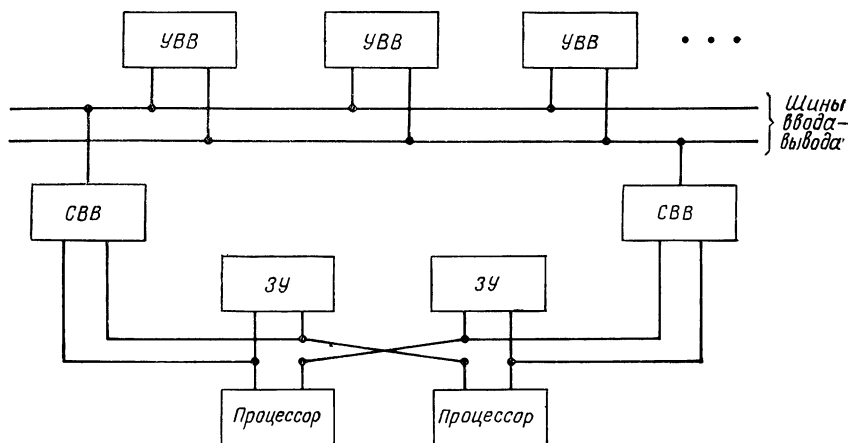 УВВ
УВВ
УВВ
Шины
ввода—
вывода
СВВ
СВВ
ЗУ
ЗУ
Процессор
Процессор